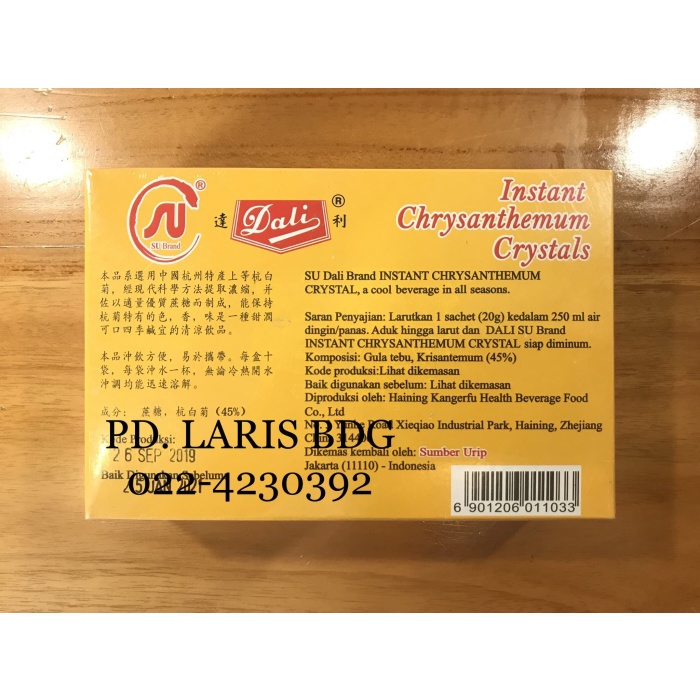 SU Brand
®
達
Dali
®
利
Instant
Chrysanthemum
Crystals
本品系選用中國杭州特產上等杭白
菊，經現代科學方法提取濃縮，并
佐以適量優質蔗糖而制成，能保持
杭菊特有的色，香，味是一種甜潤
可口四季鹹宜的清涼飲品。
本品沖飲方便，易於攜帶。每盒十
袋，每袋沖水一杯，無論冷熱開水
沖調均能迅速溶解。
成分： 蔗糖，杭白菊（45%）
Kode Produksi:
26 SEP 2019
Baik Digunakan Sebelum:
SU Dali Brand INSTANT CHRYSANTHEMUM
CRYSTAL, a cool beverage in all seasons.
Saran Penyajian: Larutkan 1 sachet (20g) kedalam 250 ml air
dingin/panas. Aduk hingga larut dan DALI SU Brand
INSTANT CHRYSANTHEMUM CRYSTAL siap diminum.
Komposisi: Gula tebu, Krisantemum (45%)
Kode produksi:Lihat dikemasan
Baik digunakan sebelum: Lihat dikemasan
Diproduksi oleh: Haining Kangerfu Health Beverage Food
Co., Ltd
Road Xieqiao Industrial Park, Haining, Zhejiang
China
Dikemas kembali oleh: Sumber Urip
Jakarta (11110) - Indonesia
6 901206 011033
PD. LARIS BDG
022-4230392